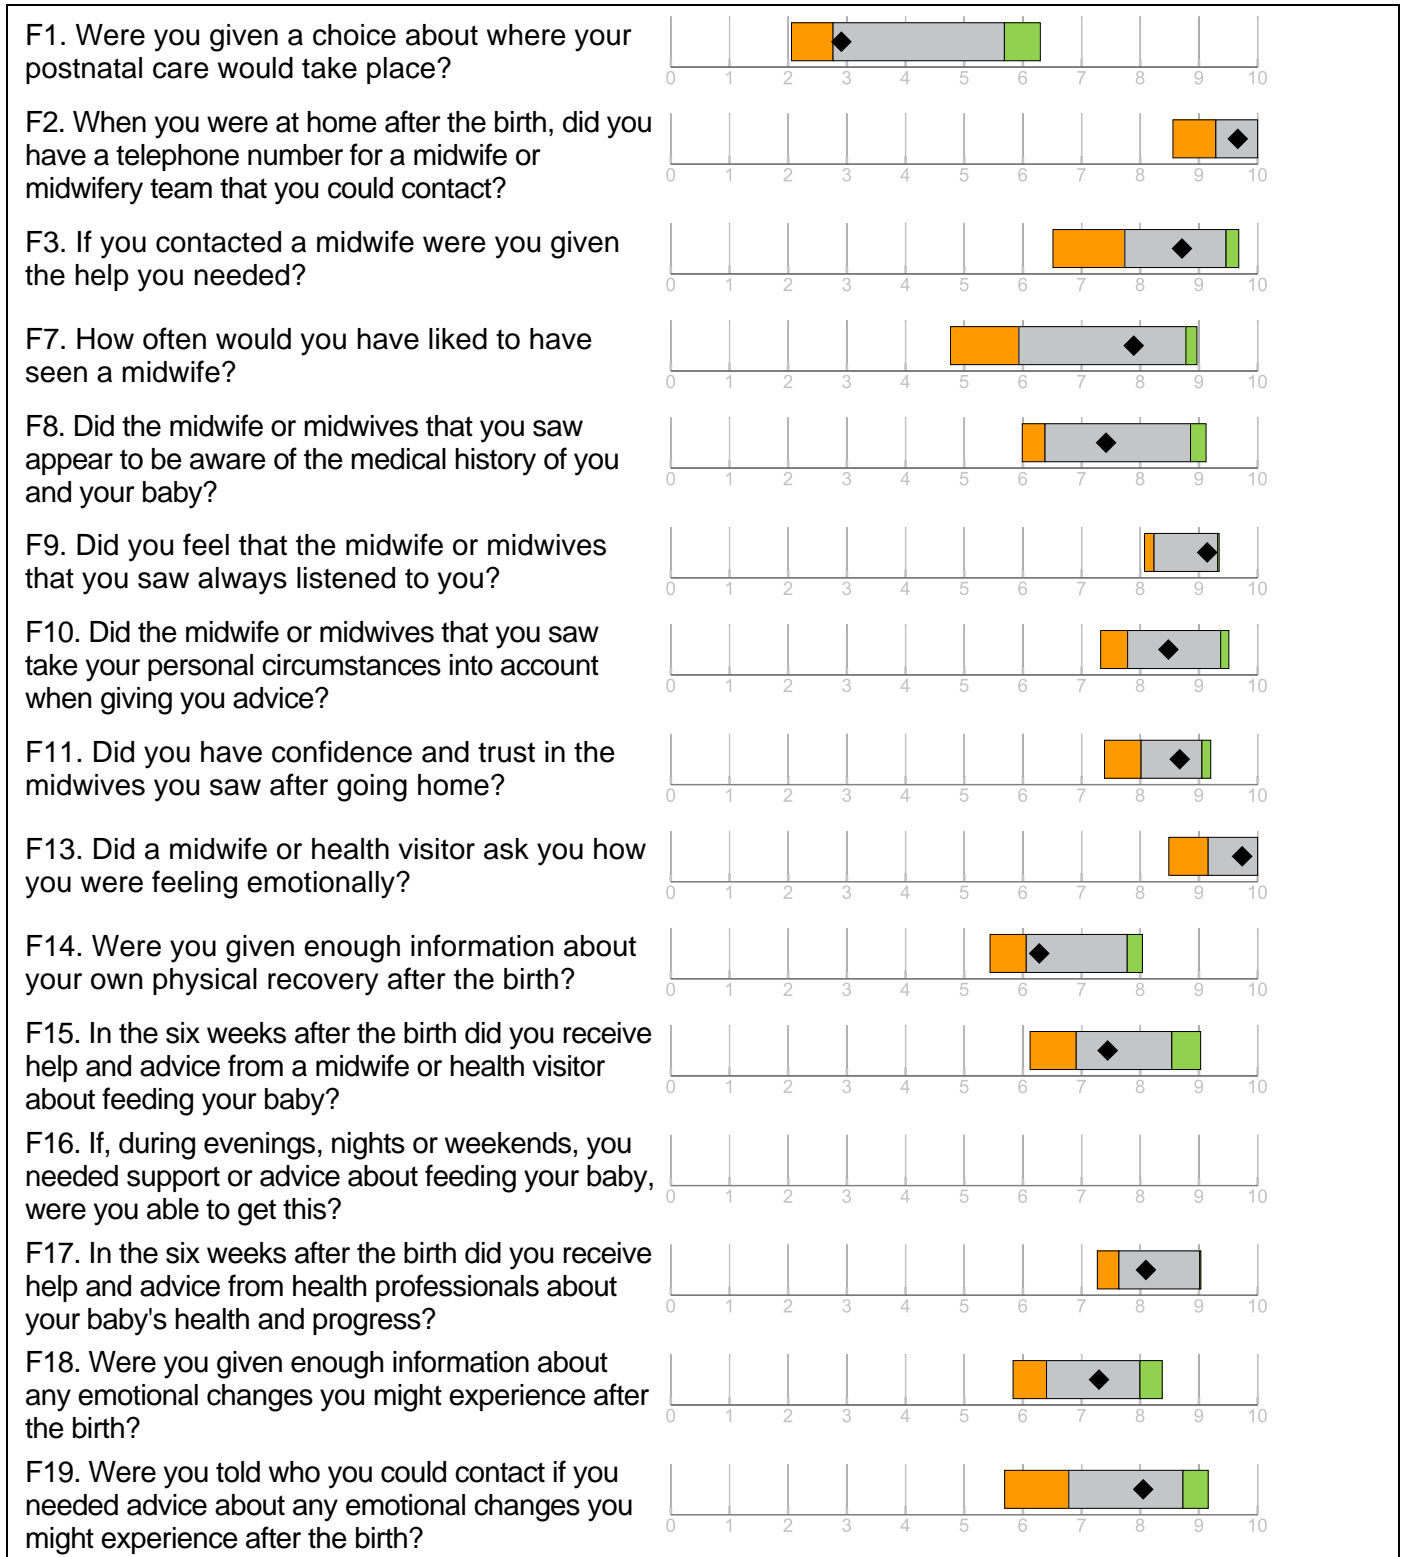 F1. Were you given a choice about where your
postnatal care would take place?
0 1 2 3 4 5 6 7 8 9 10
F2. When you were at home after the birth, did you
have a telephone number for a midwife or
midwifery team that you could contact?
0 1 2 3 4 5 6 7 8 9 10
F3. If you contacted a midwife were you given
the help you needed?
0 1 2 3 4 5 6 7 8 9 10
F7. How often would you have liked to have
seen a midwife?
0 1 2 3 4 5 6 7 8 9 10
F8. Did the midwife or midwives that you saw
appear to be aware of the medical history of you
and your baby?
0 1 2 3 4 5 6 7 8 9 10
F9. Did you feel that the midwife or midwives
that you saw always listened to you?
0 1 2 3 4 5 6 7 8 9 10
F10. Did the midwife or midwives that you saw
take your personal circumstances into account
when giving you advice?
0 1 2 3 4 5 6 7 8 9 10
F11. Did you have confidence and trust in the
midwives you saw after going home?
0 1 2 3 4 5 6 7 8 9 10
F13. Did a midwife or health visitor ask you how
you were feeling emotionally?
0 1 2 3 4 5 6 7 8 9 10
F14. Were you given enough information about
your own physical recovery after the birth?
0 1 2 3 4 5 6 7 8 9 10
F15. In the six weeks after the birth did you receive
help and advice from a midwife or health visitor
about feeding your baby?
0 1 2 3 4 5 6 7 8 9 10
F16. If, during evenings, nights or weekends, you
needed support or advice about feeding your baby,
were you able to get this?
0 1 2 3 4 5 6 7 8 9 10
F17. In the six weeks after the birth did you receive
help and advice from health professionals about
your baby's health and progress?
0 1 2 3 4 5 6 7 8 9 10
F18. Were you given enough information about
any emotional changes you might experience after
the birth?
0 1 2 3 4 5 6 7 8 9 10
F19. Were you told who you could contact if you
needed advice about any emotional changes you
might experience after the birth?
0 1 2 3 4 5 6 7 8 9 10